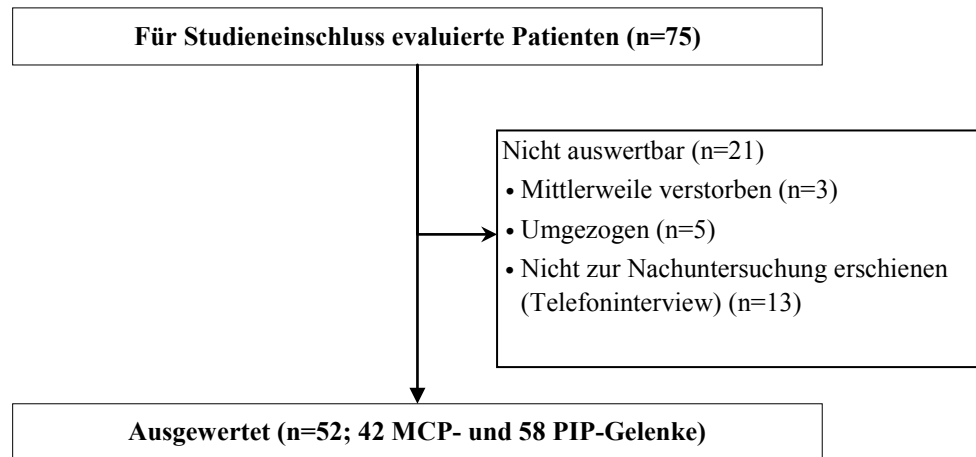 Für Studieneinschluss evaluierte Patienten (n=75)
Nicht auswertbar (n=21)
• Mittlerweile verstorben (n=3)
• Umgezogen (n=5)
• Nicht zur Nachuntersuchung erschienen
(Telefoninterview) (n=13)
Ausgewertet (n=52; 42 MCP- und 58 PIP-Gelenke)